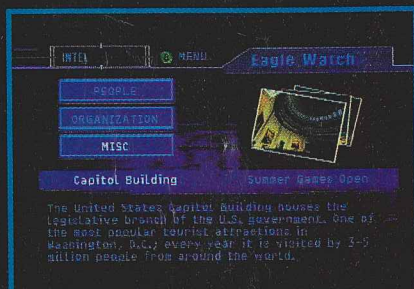 INTEL
MENU
Eagle Watch
PEOPLE
ORGANIZATION
MISC
Capitol Building
Summer Games Open
The United States Capitol Building houses the
legislative branch of the U.S. government. One of
the most popular tourist attractions in
Washington, D.C.; every year it is visited by 3-5
million people from around the world.